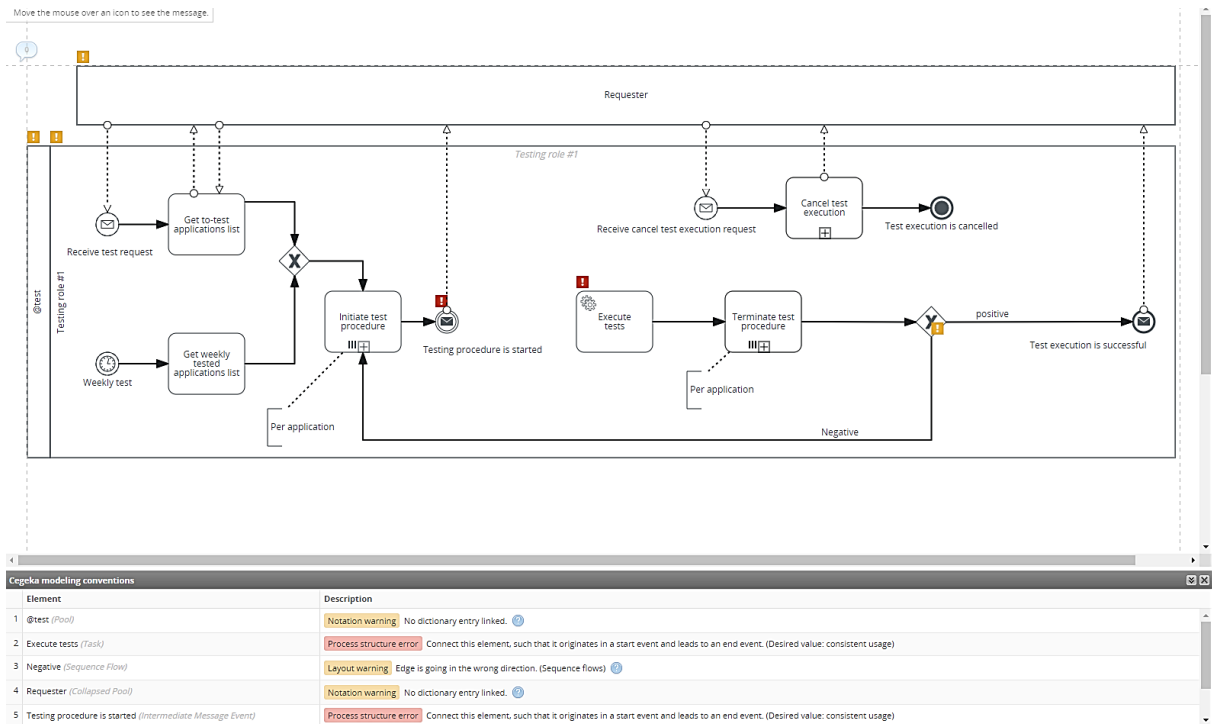 Move the mouse over an icon to see the message.
Requester
Testing role #1
@test
Testing role #1
Receive test request
Get to-test
applications list
X
Weekly test
Get weekly
tested
applications list
Initiate test
procedure
Per application
Testing procedure is started
Receive cancel test execution request
Cancel test
execution
Test execution is cancelled
Execute
tests
Terminate test
procedure
Per application
X
positive
Negative
Test execution is successful
Cegeka modeling conventions
Element Description
1 @test (Pool) Notation warning No dictionary entry linked.
2 Execute tests (Task) Process structure error Connect this element, such that it originates in a start event and leads to an end event. (Desired value: consistent usage)
3 Negative (Sequence Flow) Layout warning Edge is going in the wrong direction. (Sequence flows)
4 Requester (Collapsed Pool) Notation warning No dictionary entry linked.
5 Testing procedure is started (Intermediate Message Event) Process structure error Connect this element, such that it originates in a start event and leads to an end event. (Desired value: consistent usage)